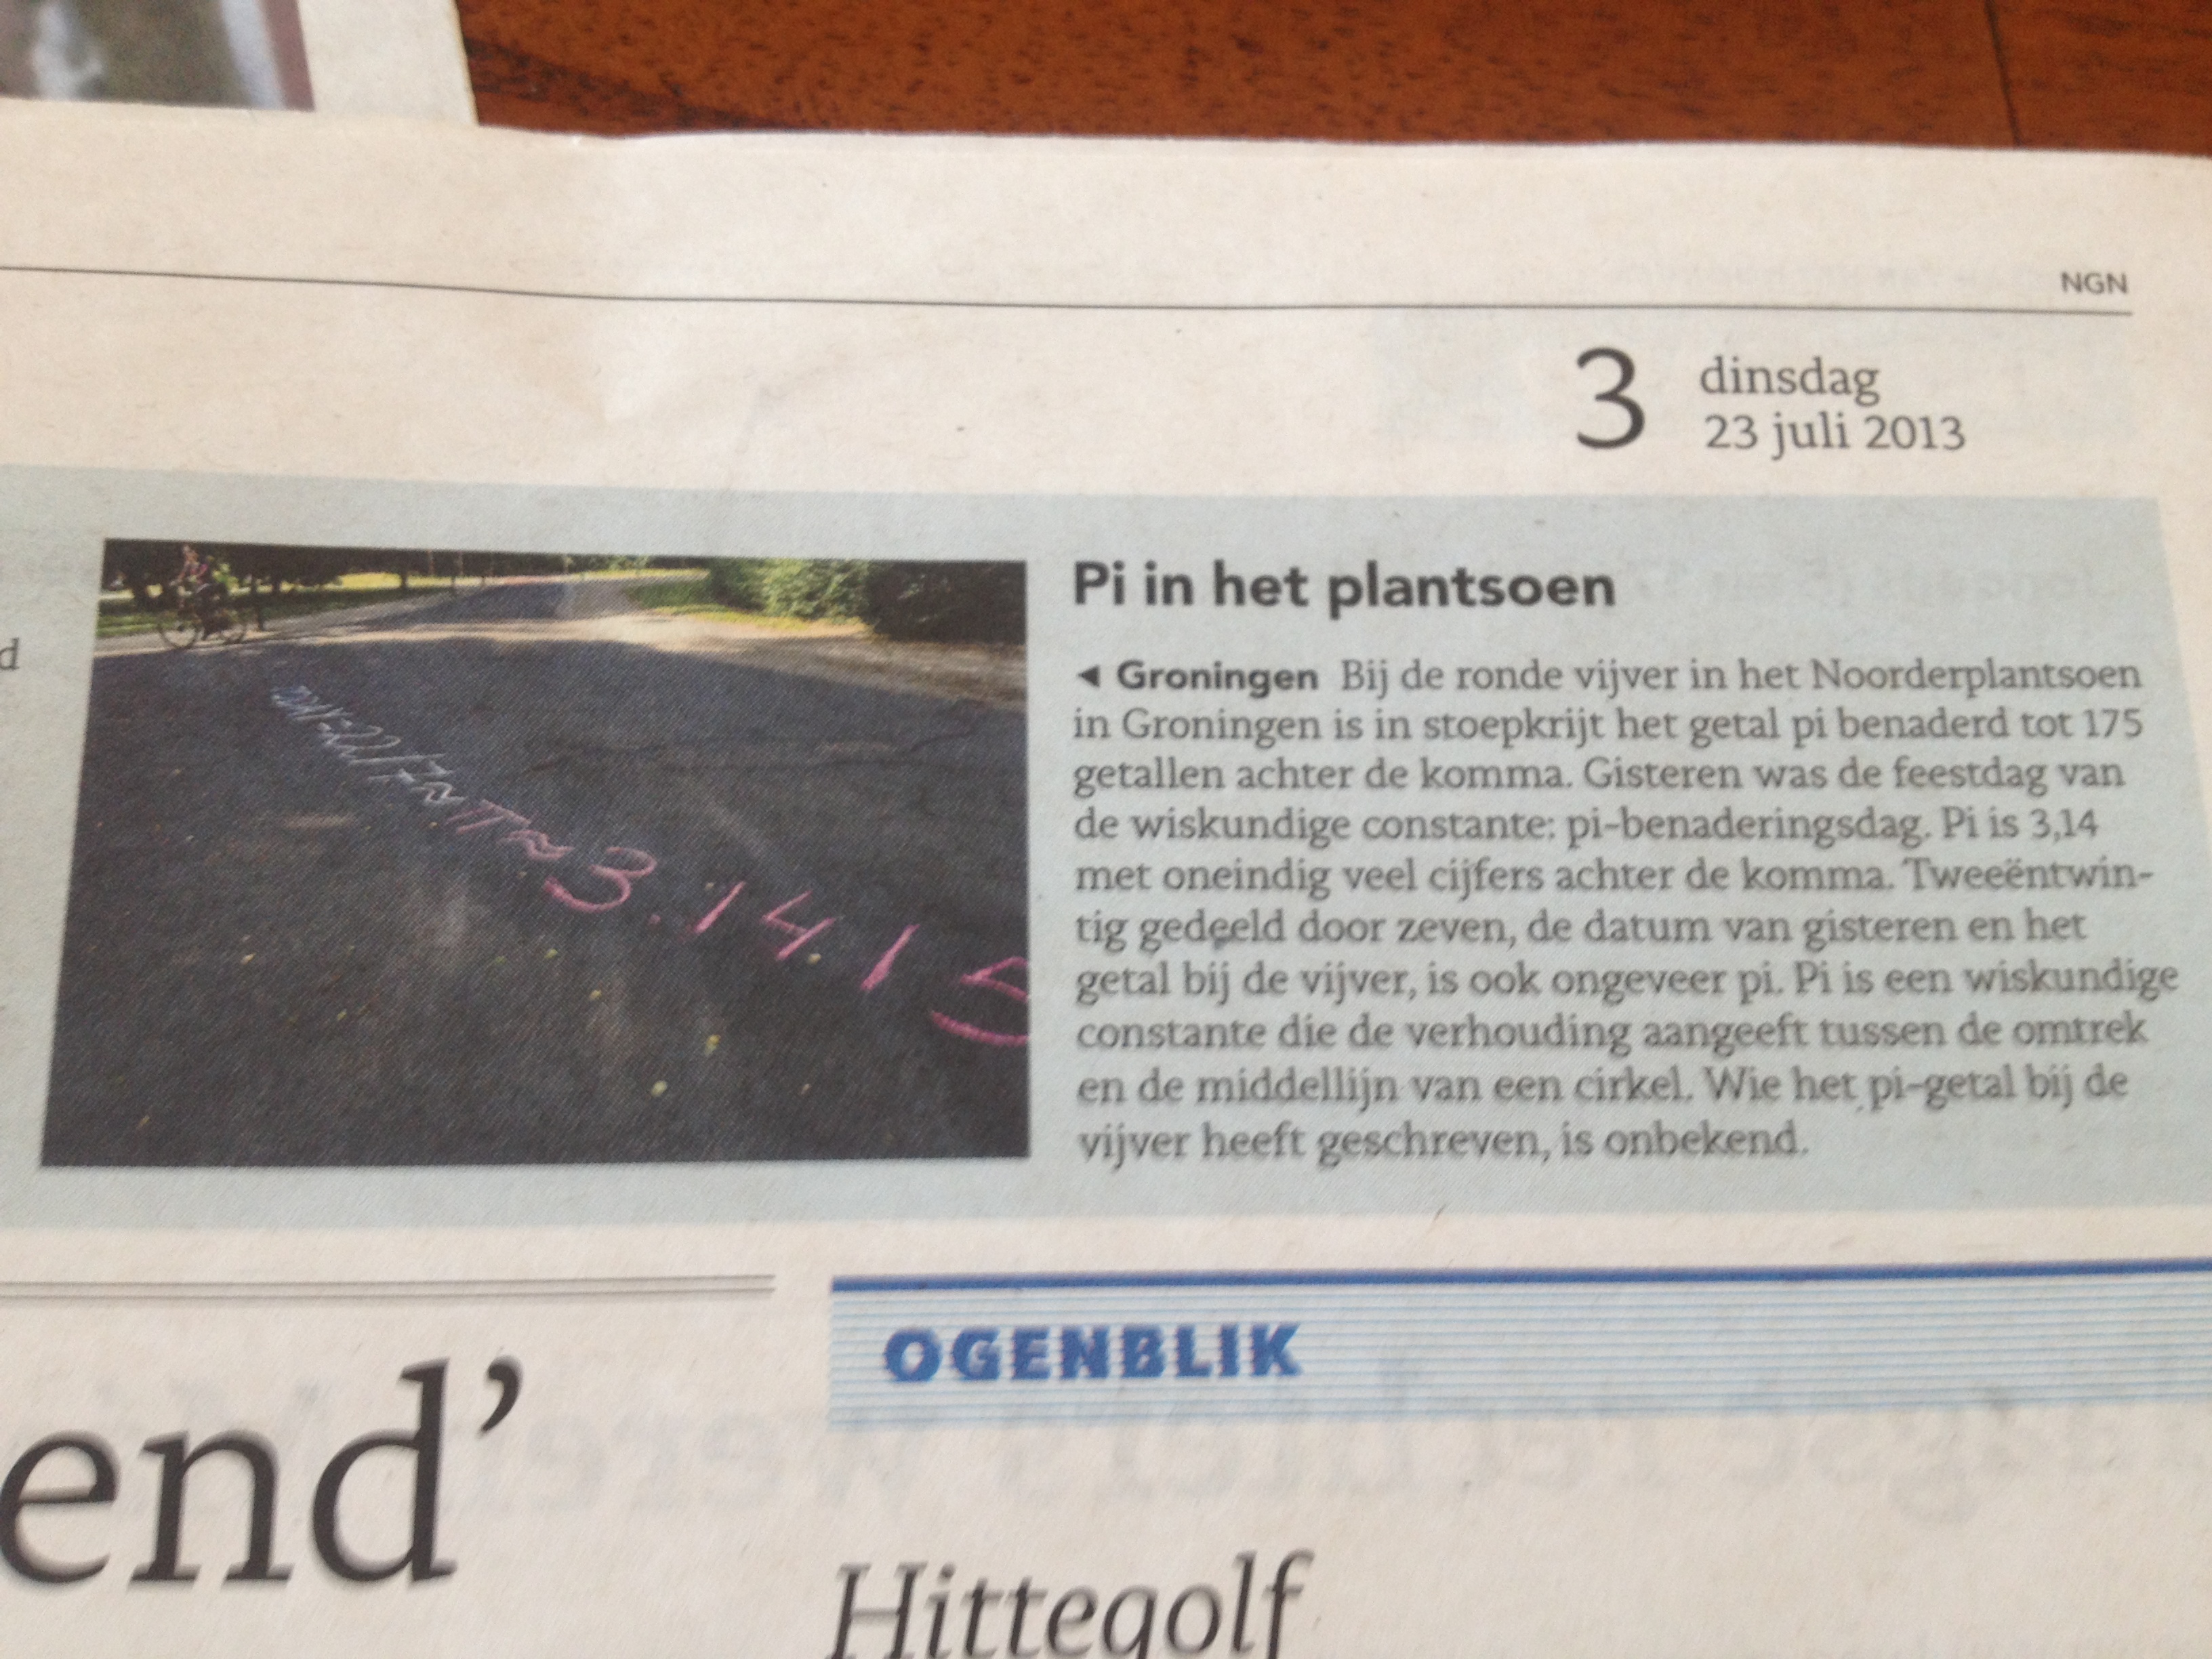 NGN
3
dinsdag
23 juli 2013
d
22/7≈π≈3.1415
Pi in het plantsoen
◄ Groningen Bij de ronde vijver in het Noorderplantsoen
in Groningen is in stoepkrijt het getal pi benaderd tot 175
getallen achter de komma. Gisteren was de feestdag van
de wiskundige constante: pi-benaderingsdag. Pi is 3,14
met oneindig veel cijfers achter de komma. Tweeëntwin-
tig gedeeld door zeven, de datum van gisteren en het
getal bij de vijver, is ook ongeveer pi. Pi is een wiskundige
constante die de verhouding aangeeft tussen de omtrek
en de middellijn van een cirkel. Wie het pi-getal bij de
vijver heeft geschreven, is onbekend.
end’
OGENBLIK
Hittegolf